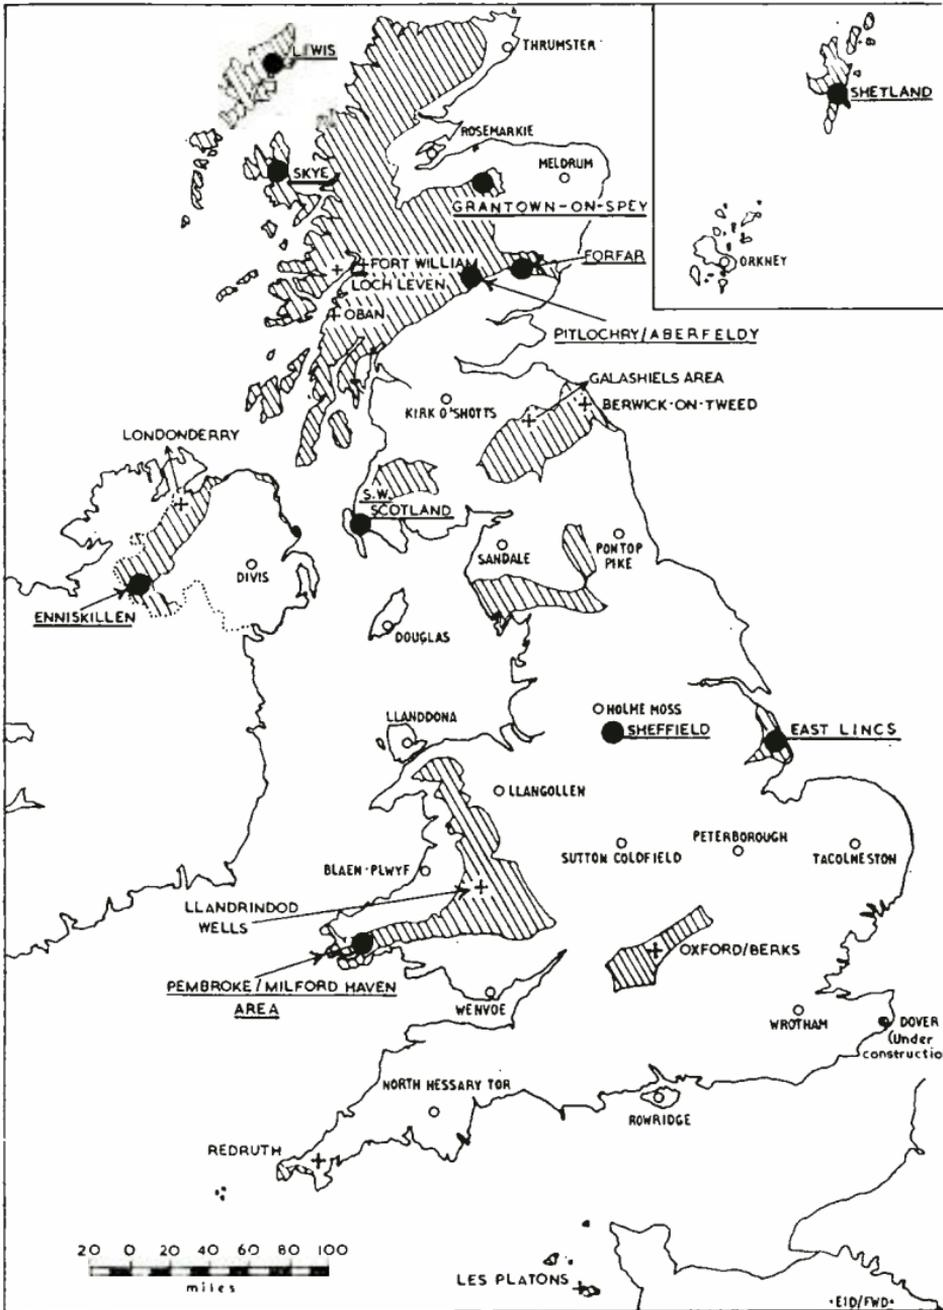 LEWIS
THRUMSTER
SHETLAND
ROSEMARKIE
MELDRUM
SKYE
GRANTOWN-ON-SPEY
ORKNEY
FORFAR
FORT WILLIAM
LOCH LEVEN
OBAN
PITLOCHRY/ABERFELDY
GALASHIELS AREA
BERWICK-ON-TWEED
KIRK O'SHOTTS
LONDONDERRY
S.W.
SCOTLAND
SANDALE
PONTOP
PIKE
DIVIS
ENNISKILLEN
DOUGLAS
HOLME MOSS
SHEFFIELD
EAST LINCS
LLANDDONA
LLANGOLLEN
PETERBOROUGH
SUTTON COLDFIELD
TACOLNESTON
BLAEN-PLWYF
LLANDRINDOD
WELLS
OXFORD/BERKS
PEMBROKE/MILFORD HAVEN
AREA
WENVOE
WROTHAM
DOVER
(Under
constructio
NORTH HESSARY TOR
ROWRIDGE
REDRUTH
20 0 20 40 60 80 100
miles
LES PLATONS
·EID/FWD·